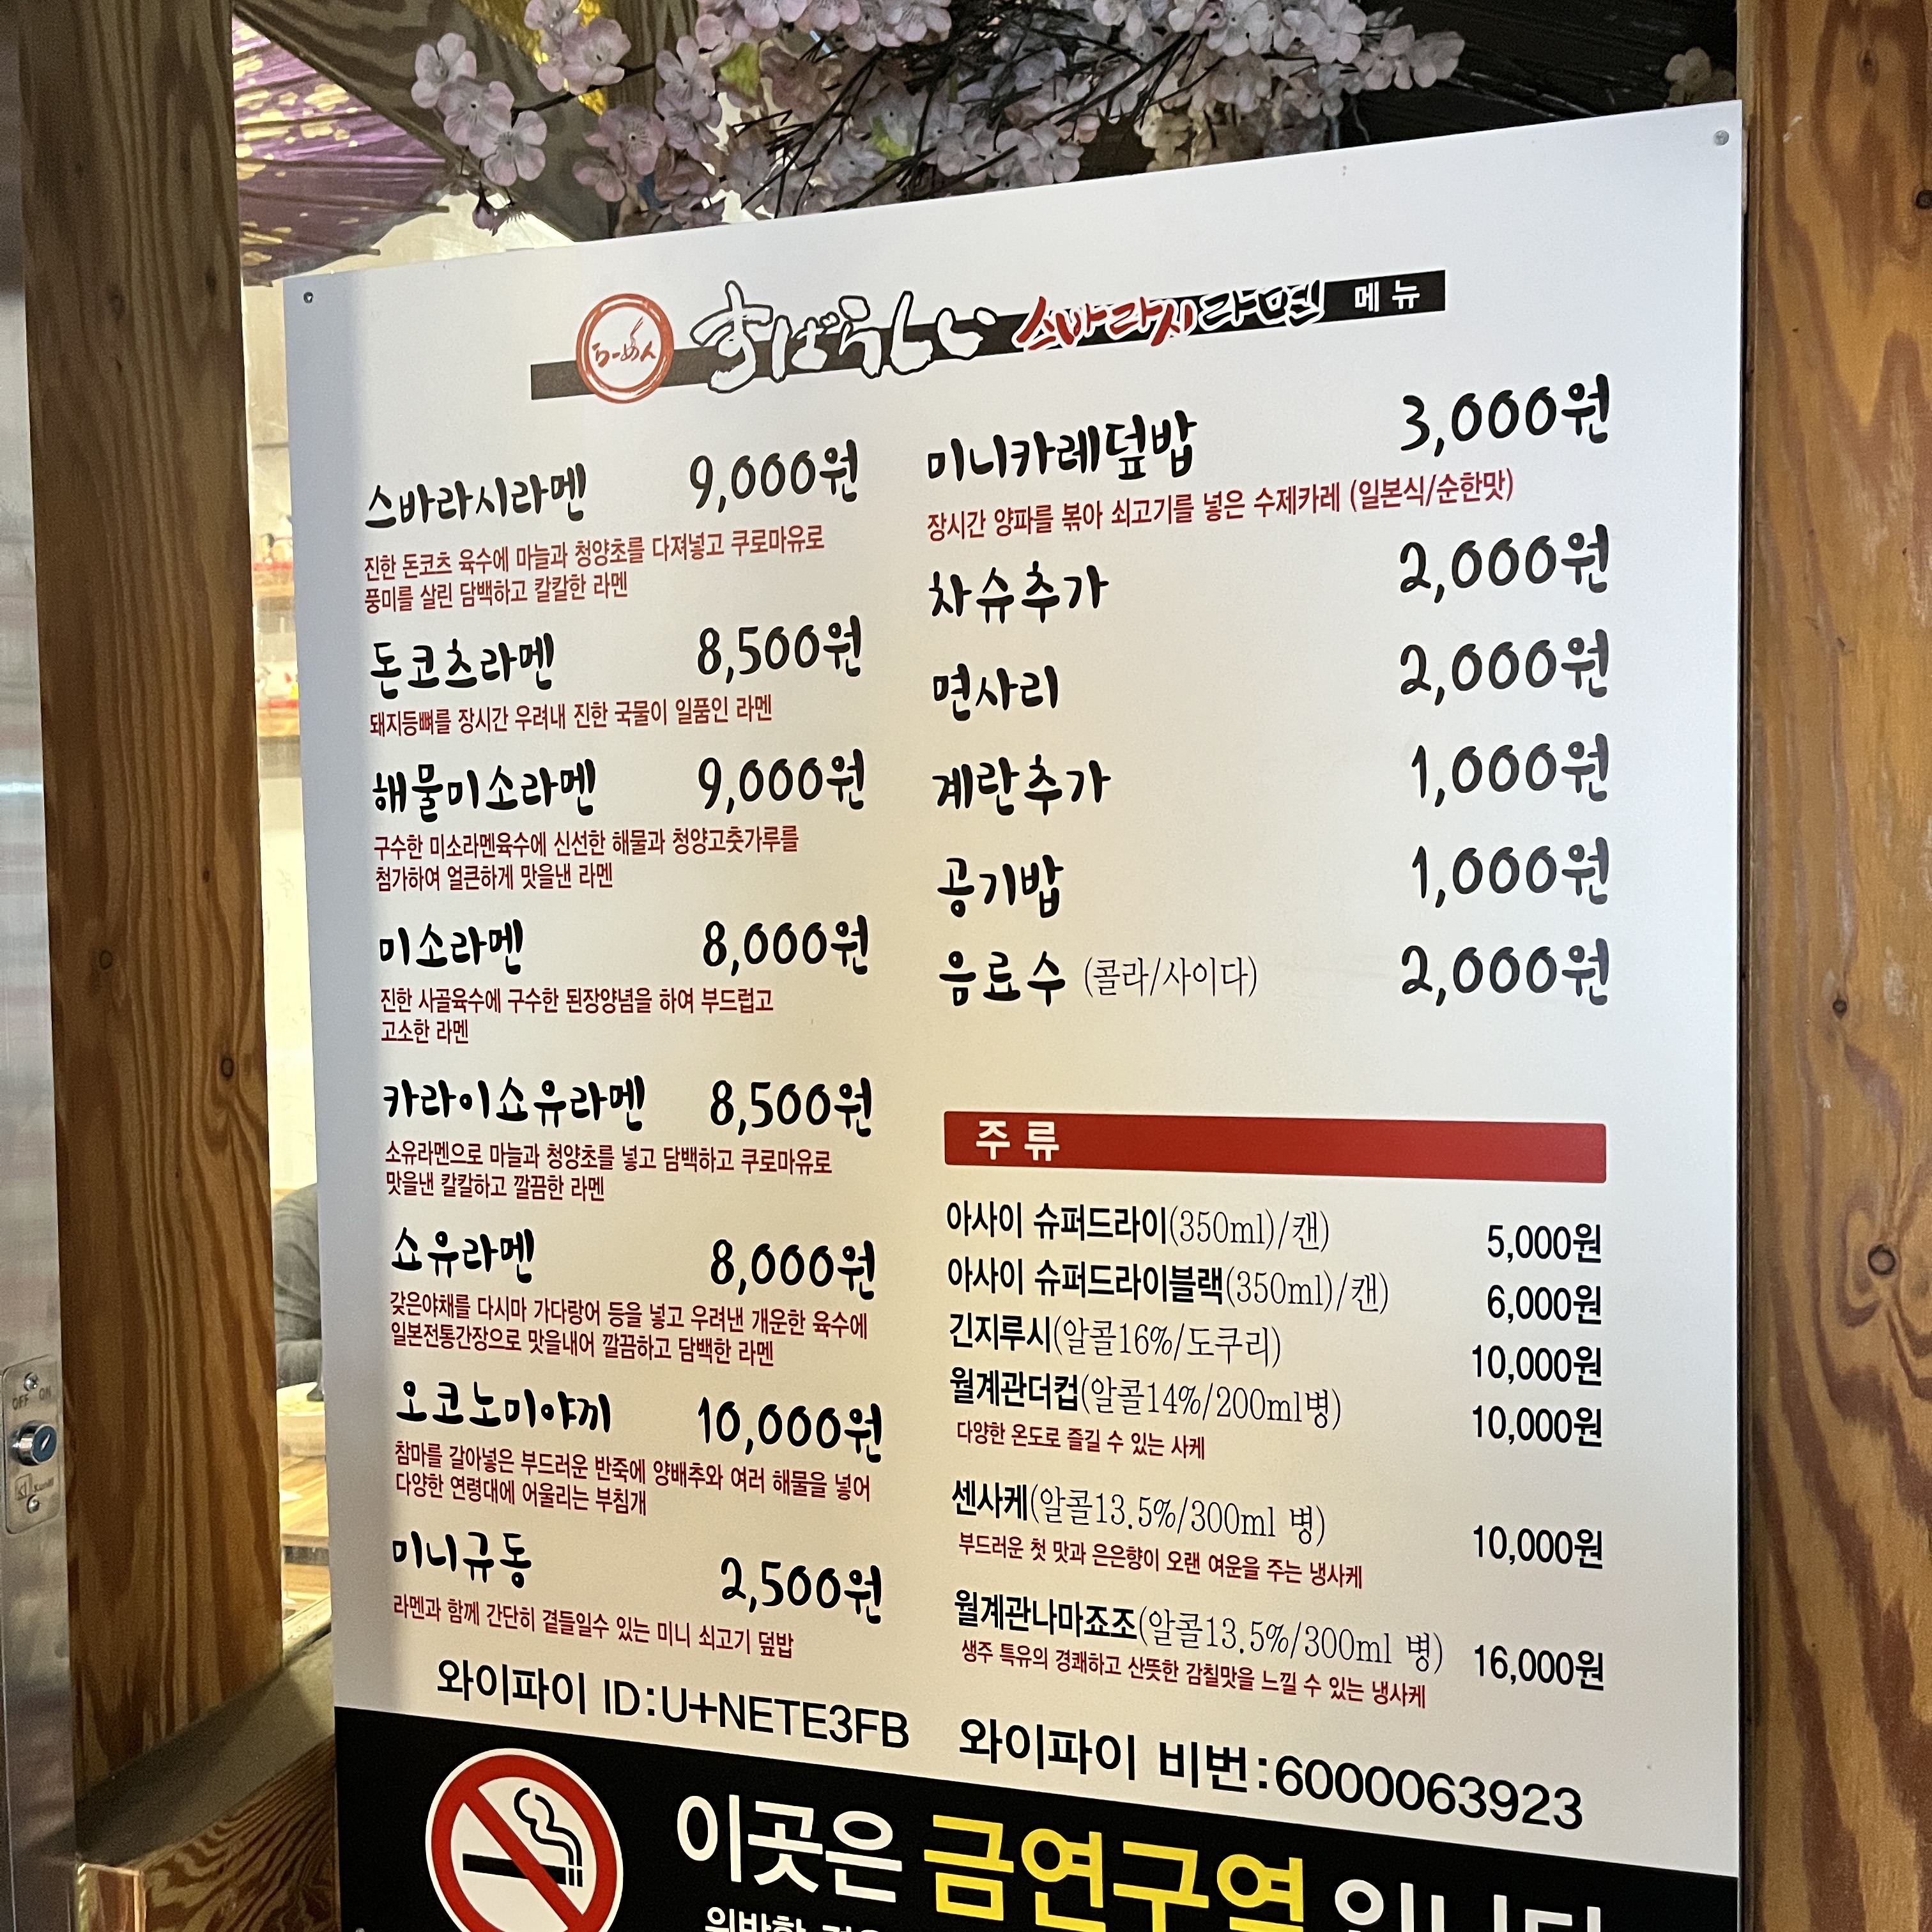 らーめん すばらしい 스바라시라멘 메뉴
스바라시라멘 9,000원
진한 돈코츠 육수에 마늘과 청양초를 다져넣고 쿠로마유로
풍미를 살린 담백하고 칼칼한 라멘
돈코츠라멘 8,500원
돼지등뼈를 장시간 우려내 진한 국물이 일품인 라멘
해물미소라멘 9,000원
구수한 미소라멘육수에 신선한 해물과 청양고춧가루를
첨가하여 얼큰하게 맛을낸 라멘
미소라멘 8,000원
진한 사골육수에 구수한 된장양념을 하여 부드럽고
고소한 라멘
카라이쇼유라멘 8,500원
소유라멘으로 마늘과 청양초를 넣고 담백하고 쿠로마유로
맛을낸 칼칼하고 깔끔한 라멘
쇼유라멘 8,000원
갖은야채를 다시마 가다랑어 등을 넣고 우려낸 개운한 육수에
일본전통간장으로 맛을내어 깔끔하고 담백한 라멘
오코노미야끼 10,000원
참마를 갈아넣은 부드러운 반죽에 양배추와 여러 해물을 넣어
다양한 연령대에 어울리는 부침개
미니규동 2,500원
라멘과 함께 간단히 곁들일수 있는 미니 쇠고기 덮밥
미니카레덮밥 3,000원
장시간 양파를 볶아 쇠고기를 넣은 수제카레 (일본식/순한맛)
차슈추가 2,000원
면사리 2,000원
계란추가 1,000원
공기밥 1,000원
음료수 (콜라/사이다) 2,000원
주류
아사이 슈퍼드라이(350ml)/캔) 5,000원
아사이 슈퍼드라이블랙(350ml)/캔) 6,000원
긴지루시(알콜16%/도쿠리) 10,000원
월계관더컵(알콜14%/200ml병) 10,000원
다양한 온도로 즐길 수 있는 사케
센사케(알콜13.5%/300ml 병) 10,000원
부드러운 첫 맛과 은은향이 오랜 여운을 주는 냉사케
월계관나마죠조(알콜13.5%/300ml 병) 16,000원
생주 특유의 경쾌하고 산뜻한 감칠맛을 느낄 수 있는 냉사케
와이파이 ID:U+NETE3FB 와이파이 비번:6000063923
이곳은 금연구역 입니다
OFF ON